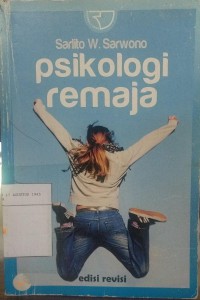 Sarlito W. Sarwono
psikologi
remaja
edisi revisi